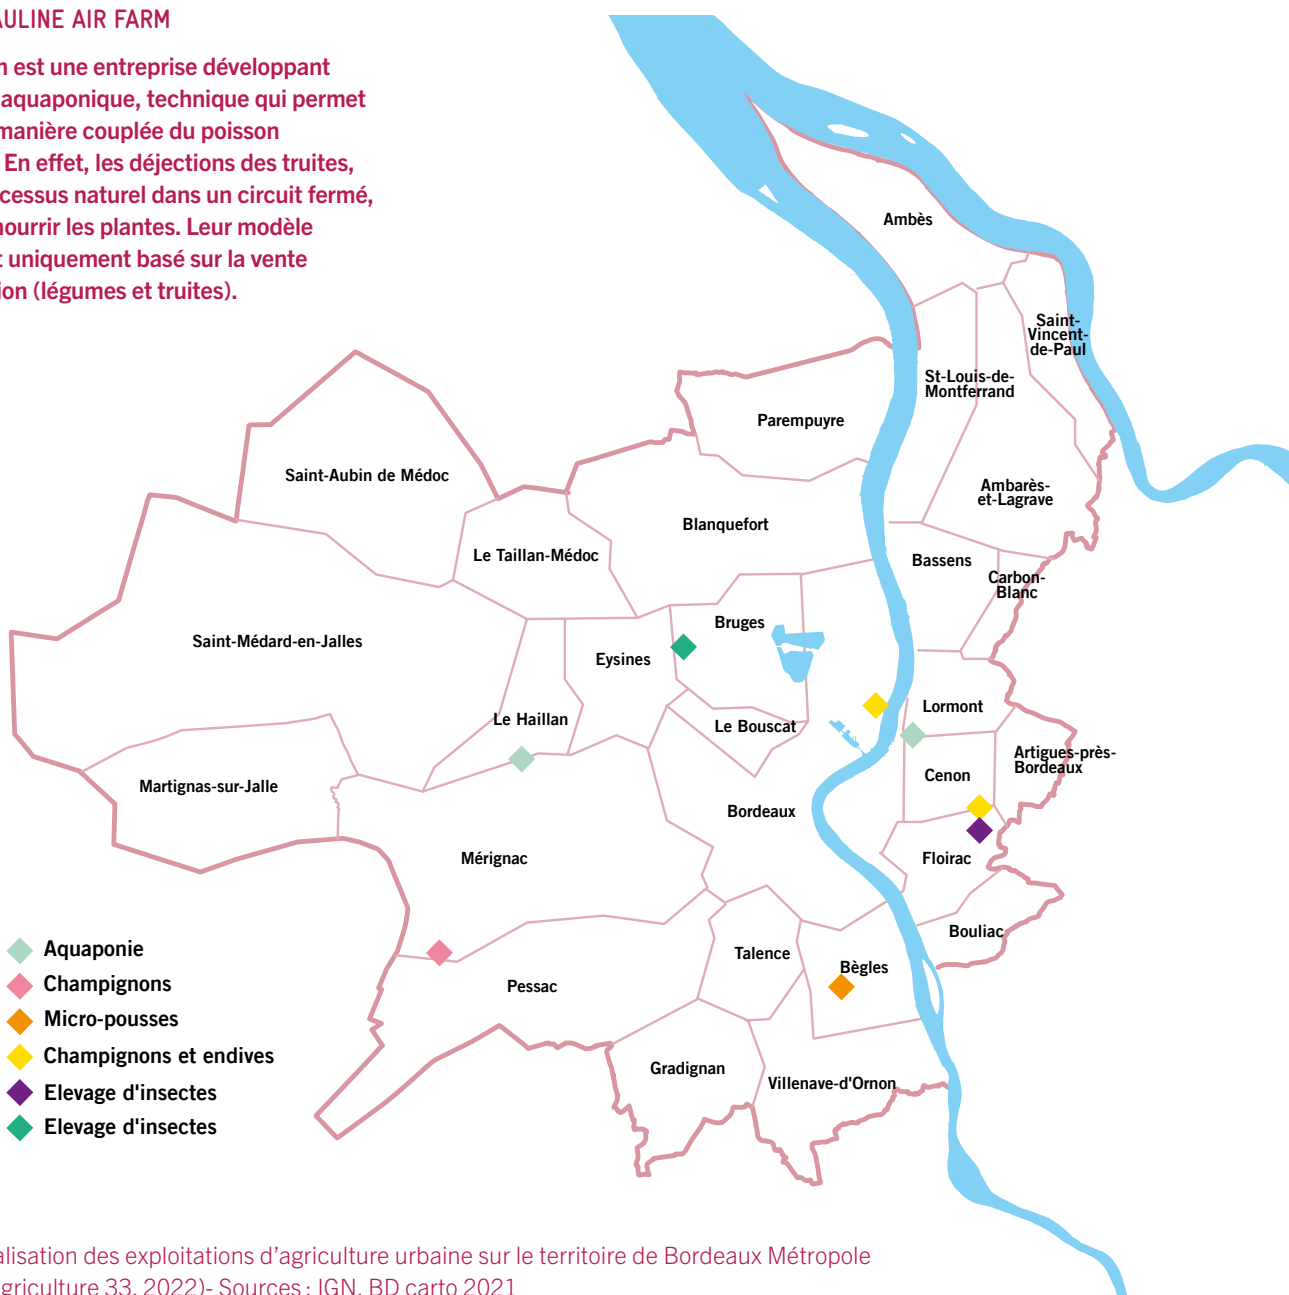 AULINE AIR FARM
n est une entreprise développant
aquaponique, technique qui permet
manière couplée du poisson
En effet, les déjections des truites,
cessus naturel dans un circuit fermé,
nourrir les plantes. Leur modèle
t uniquement basé sur la vente
ion (légumes et truites).
Ambès
Saint-
Vincent-
de-Paul
St-Louis-de-
Montferrand
Parempuyre
Saint-Aubin de Médoc
Ambarès-
et-Lagrave
Blanquefort
Le Taillan-Médoc
Bassens
Carbon-
Blanc
Bruges
Saint-Médard-en-Jalles
Eysines
Lormont
Le Haillan
Le Bouscat
Artigues-près-
Bordeaux
Cenon
Martignas-sur-Jalle
Bordeaux
Mérignac
Floirac
Bouliac
Talence
Bègles
Pessac
Gradignan
Villenave-d'Ornon
Aquaponie
Champignons
Micro-pousses
Champignons et endives
Elevage d'insectes
Elevage d'insectes
alisation des exploitations d’agriculture urbaine sur le territoire de Bordeaux Métropole
griculture 33, 2022)- Sources : IGN, BD carto 2021